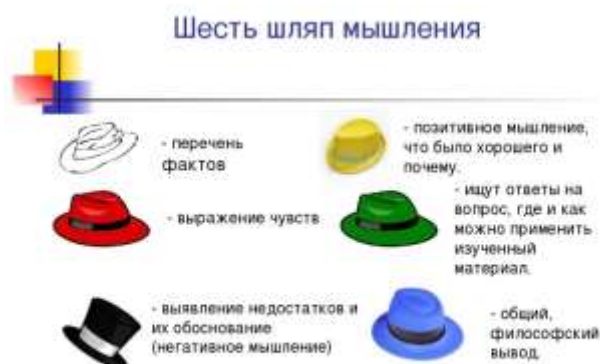 Шесть шляп мышления
- перечень
фактов
- позитивное мышление,
что было хорошего и
почему.
- выражение чувств
- ищут ответы на
вопрос, где и как
можно применить
изученный
материал.
- выявление недостатков и
их обоснование
(негативное мышление)
- общий,
философский
вывод.